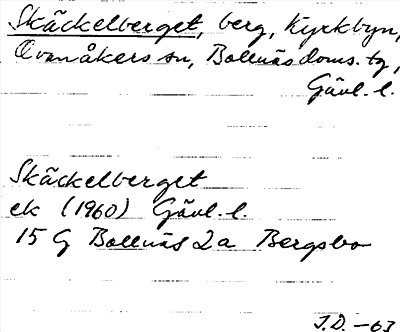 Skäckelberget, berg, Kyrkbyn,
Ovanåkers sn, Bollnäs doms. tg,
Gävl. l.
Skäckelberget
ek (1960) Gävl. l.
15 G Bollnäs 2a Bergsbo
J.D. -63